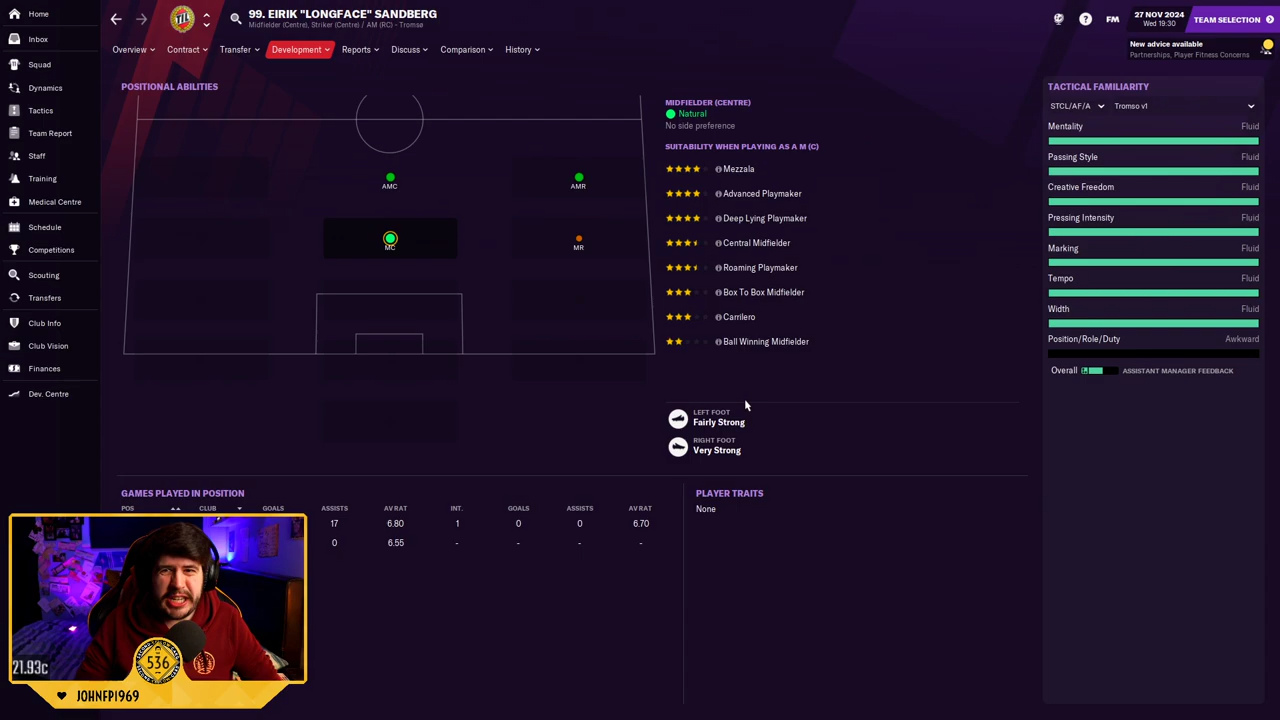 Home
Inbox
Squad
Dynamics
Tactics
Team Report
Staff
Training
Medical Centre
Schedule
Competitions
Scouting
Transfers
Club Info
Club Vision
Finances
Dev. Centre
TIL
99. EIRIK "LONGFACE" SANDBERG
Midfielder (Centre), Striker (Centre) / AM (RC) - Tromsø
FM
27 NOV 2024
Wed 19:30
TEAM SELECTION
New advice available
Partnerships, Player Fitness Concerns
Overview
Contract
Transfer
Development
Reports
Discuss
Comparison
History
POSITIONAL ABILITIES
AMC
AMR
MC
MR
MIDFIELDER (CENTRE)
Natural
No side preference
SUITABILITY WHEN PLAYING AS A M (C)
Mezzala
Advanced Playmaker
Deep Lying Playmaker
Central Midfielder
Roaming Playmaker
Box To Box Midfielder
Carrilero
Ball Winning Midfielder
LEFT FOOT
Fairly Strong
RIGHT FOOT
Very Strong
TACTICAL FAMILIARITY
STCL/AF/A Tromso v1
Mentality Fluid
Passing Style Fluid
Creative Freedom Fluid
Pressing Intensity Fluid
Marking Fluid
Tempo Fluid
Width Fluid
Position/Role/Duty Awkward
Overall ASSISTANT MANAGER FEEDBACK
GAMES PLAYED IN POSITION
POS CLUB GOALS ASSISTS AV RAT INT. GOALS ASSISTS AV RAT
17 6.80 1 0 0 6.70
0 6.55 - - - -
PLAYER TRAITS
None
21.93c
536
JOHNFP1969